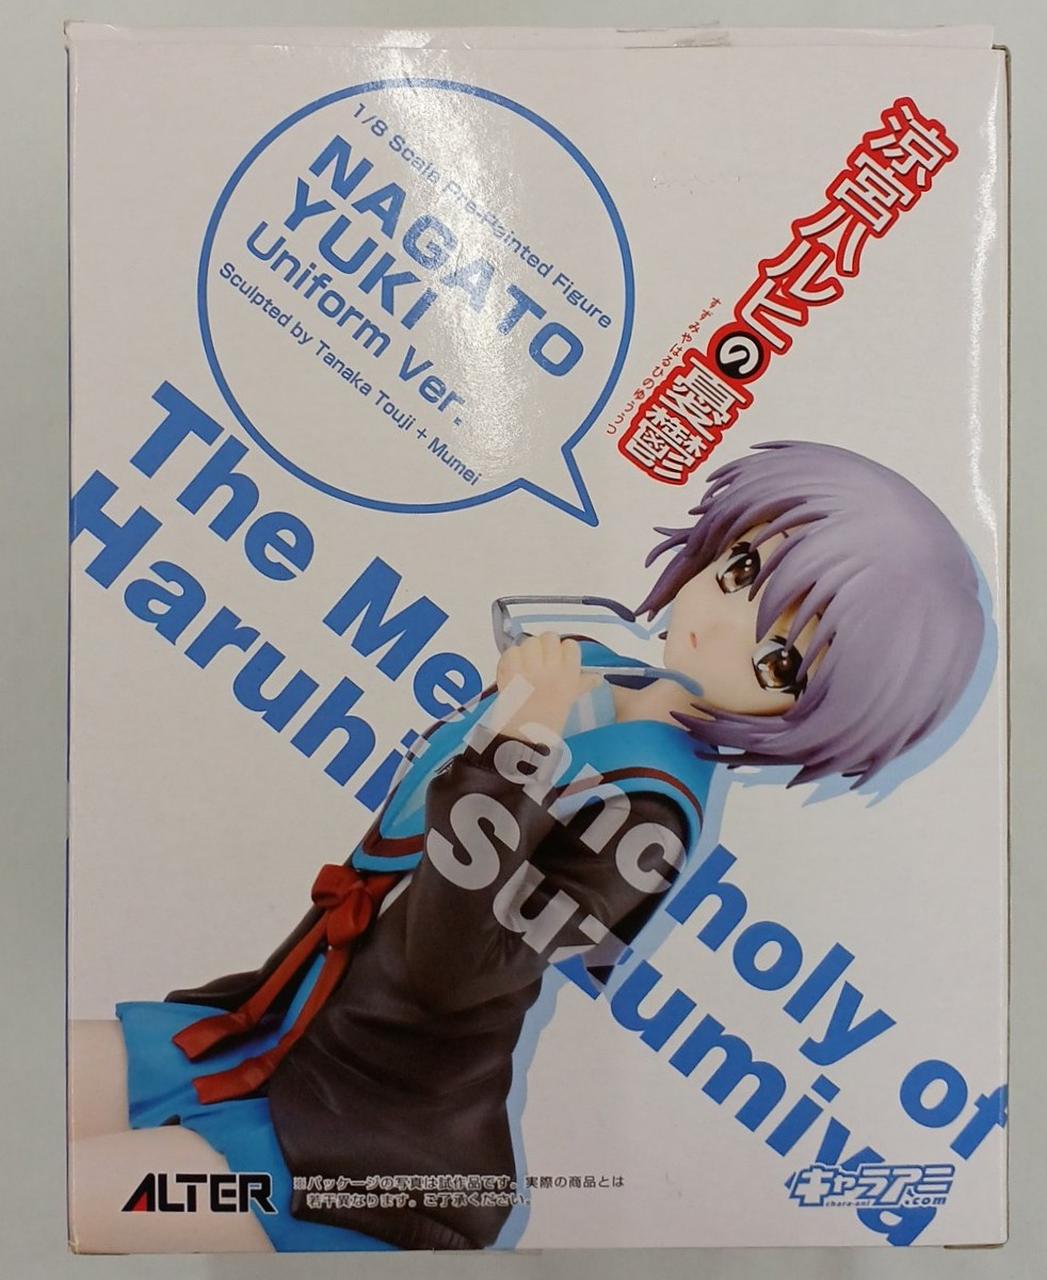 1/8 Scale Pre-Painted Figure
NAGATO
YUKI
Uniform ver.
Sculpted by Tanaka Touji + Mumei
涼宮ハルヒの憂鬱
すずみやはるひのゆううつ
The Melancholy of
Haruhi Suzumiya
ALTER
※パッケージの写真は試作品です。実際の商品とは
若干異なります。ご了承ください。
キャラアニ
chara-ani.com